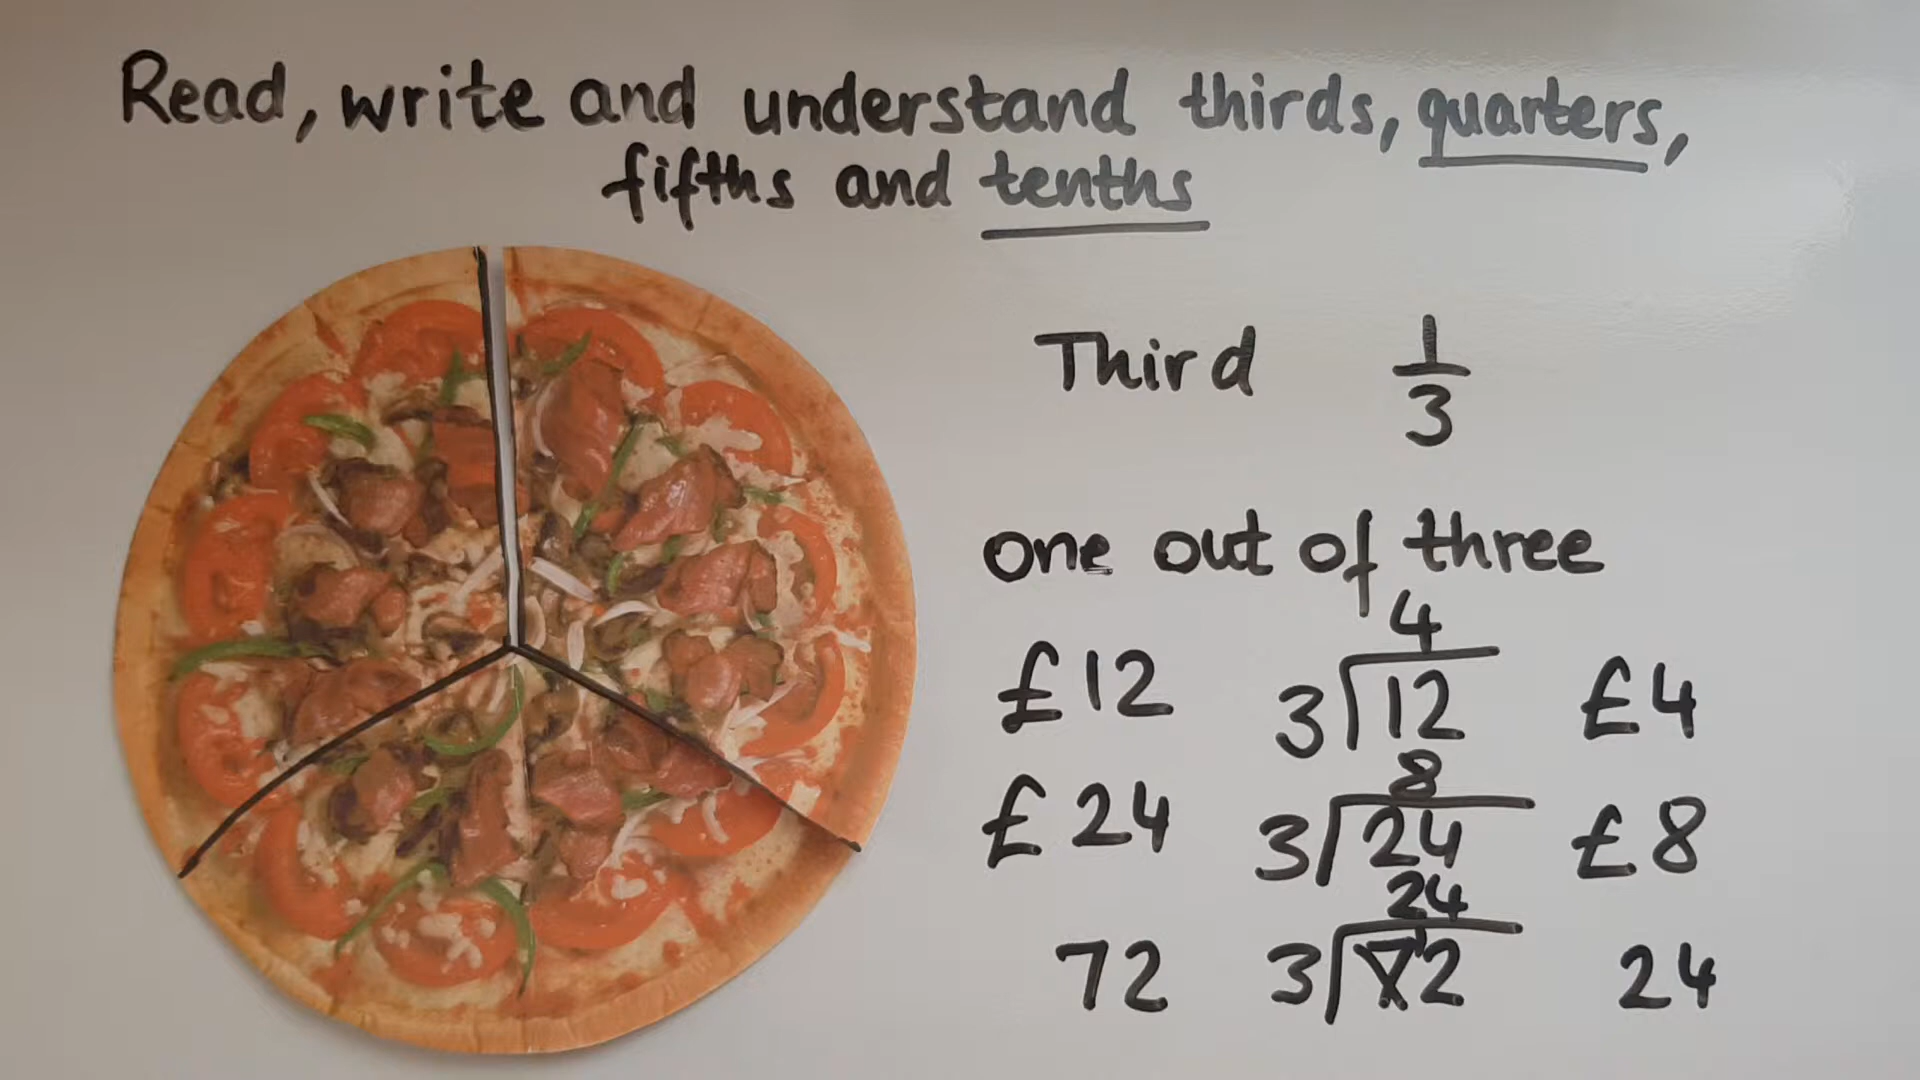 Read, write and understand thirds, quarters,
fifths and tenths
Third 1/3
one out of three
£12 4 3⟌12 £4
£24 8 3⟌24 £8
72 24 3⟌7¹2 24